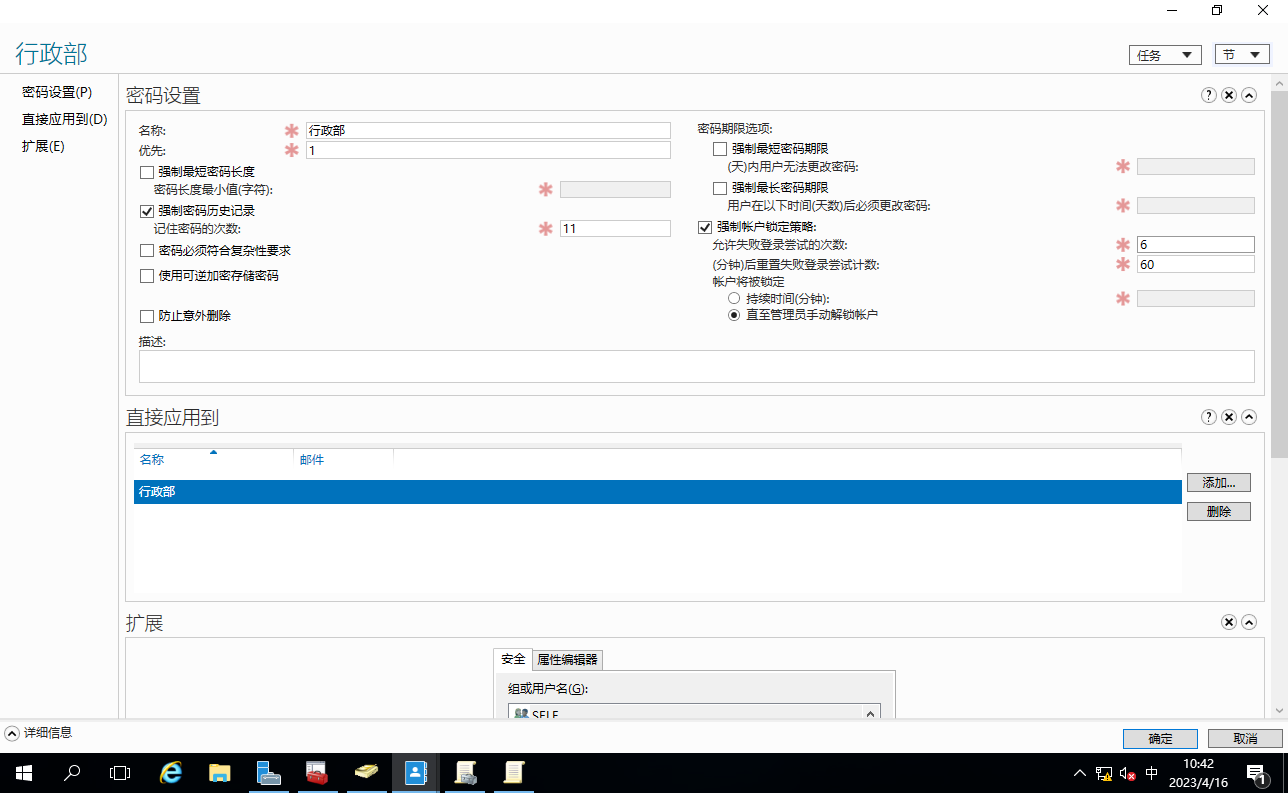 行政部
任务
节
密码设置(P)
直接应用到(D)
扩展(E)
密码设置
名称:
行政部
优先:
1
强制最短密码长度
密码长度最小值(字符):
强制密码历史记录
记住密码的次数:
11
密码必须符合复杂性要求
使用可逆加密存储密码
防止意外删除
密码期限选项:
强制最短密码期限
(天)内用户无法更改密码:
强制最长密码期限
用户在以下时间(天数)后必须更改密码:
强制帐户锁定策略:
允许失败登录尝试的次数:
6
(分钟)后重置失败登录尝试计数:
60
帐户将被锁定
持续时间(分钟):
直至管理员手动解锁帐户
描述:
直接应用到
名称
邮件
行政部
添加...
删除
扩展
安全
属性编辑器
组或用户名(G):
SELF
详细信息
确定
取消
中
10:42
2023/4/16
1